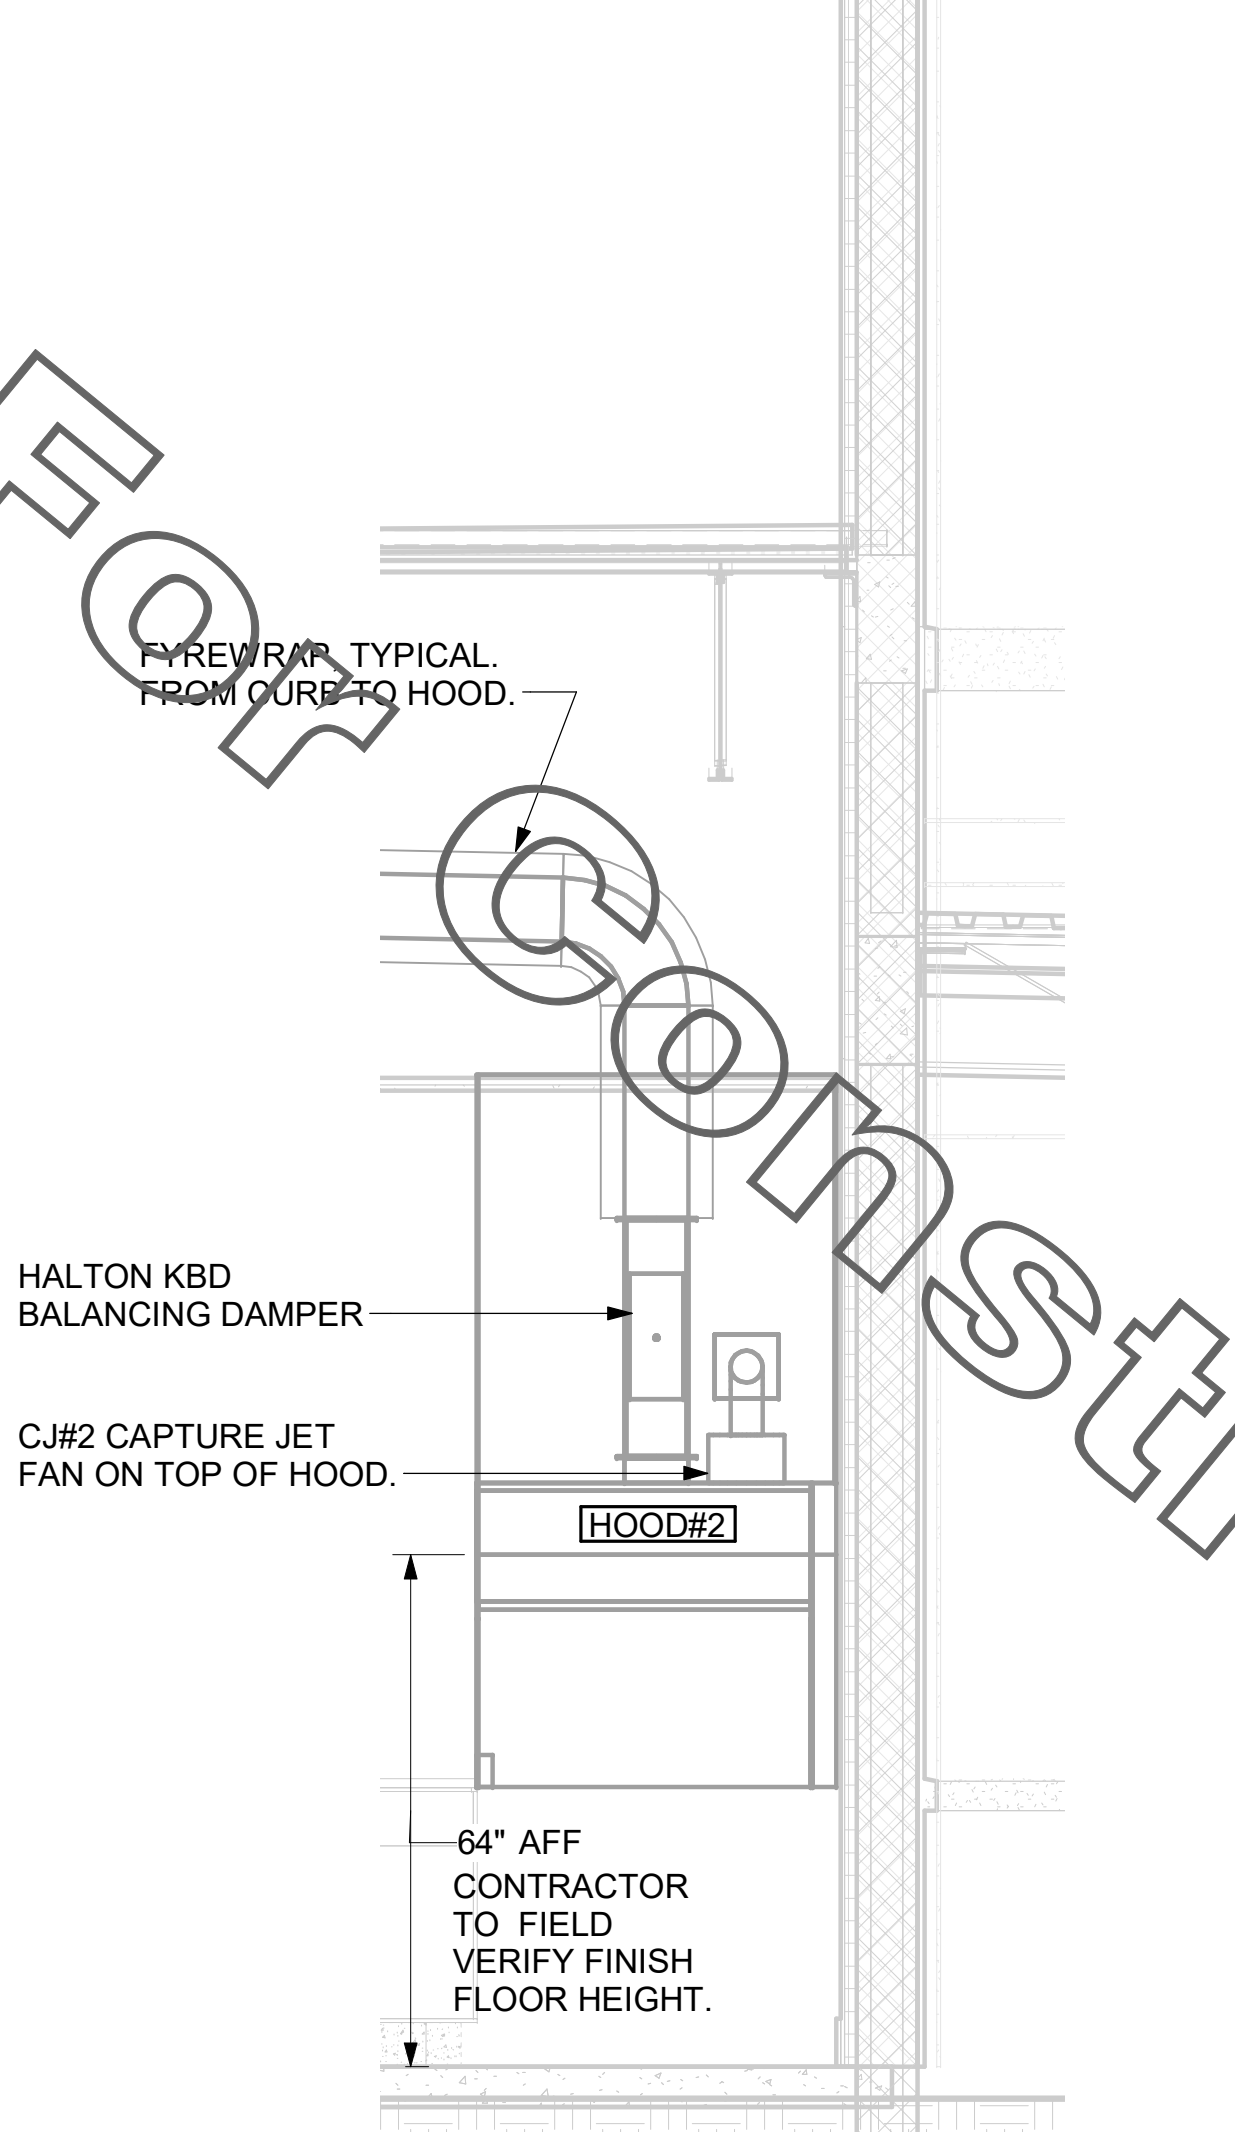 FYREWRAP, TYPICAL.
FROM CURB TO HOOD.
HALTON KBD
BALANCING DAMPER
CJ#2 CAPTURE JET
FAN ON TOP OF HOOD.
HOOD#2
64" AFF
CONTRACTOR
TO FIELD
VERIFY FINISH
FLOOR HEIGHT.
For Constr